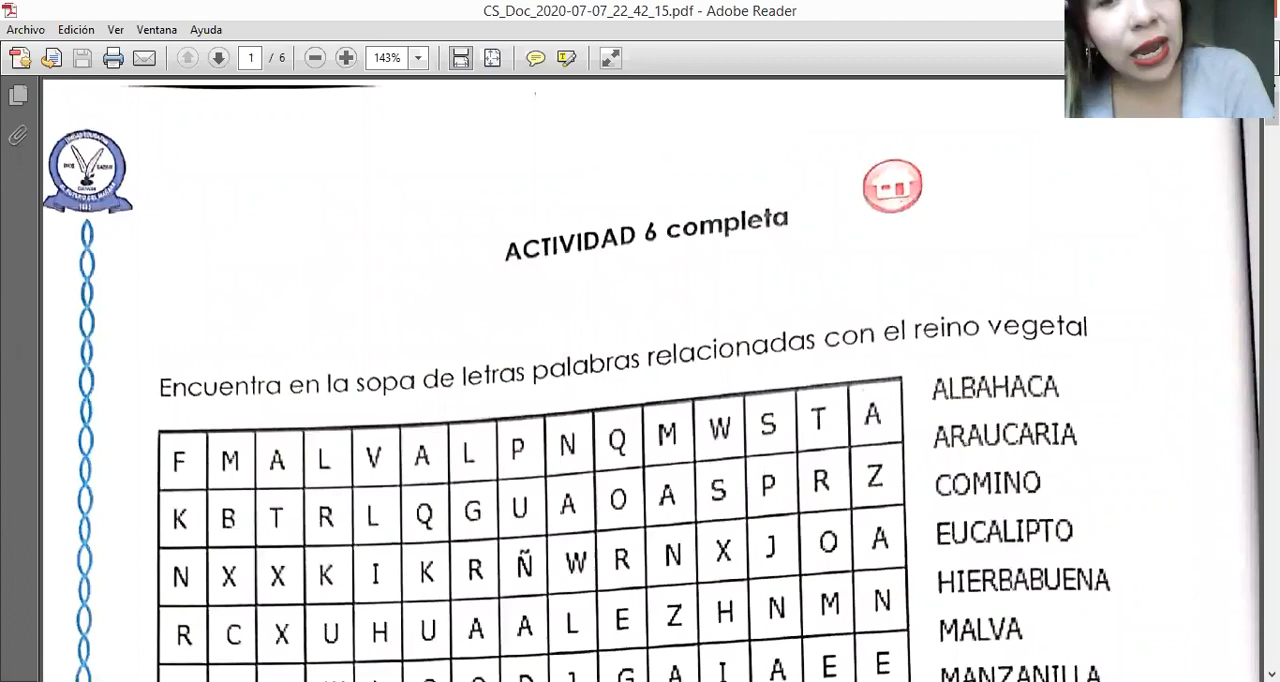 CS_Doc_2020-07-07_22_42_15.pdf - Adobe Reader
Archivo Edición Ver Ventana Ayuda
1 / 6 143%
ACTIVIDAD 6 completa
Encuentra en la sopa de letras palabras relacionadas con el reino vegetal
F M A L V A L P N Q M W S T A
K B T R L Q G U A O A S P R Z
N X X K I K R Ñ W R N X J O A
R C X U H U A A L E Z H N M N
G A I A E E
ALBAHACA
ARAUCARIA
COMINO
EUCALIPTO
HIERBABUENA
MALVA
MANZANILLA